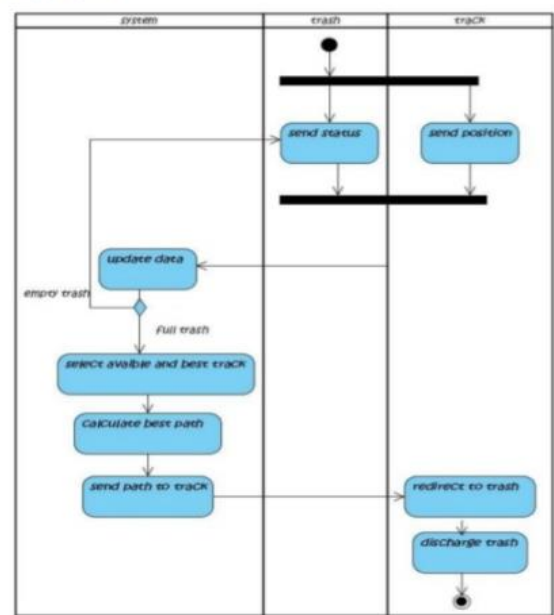 system trash track
send status send position
update data
empty trash
full trash
select avalble and best track
Calculate best path
send path to track redirect to trash
discharge trash